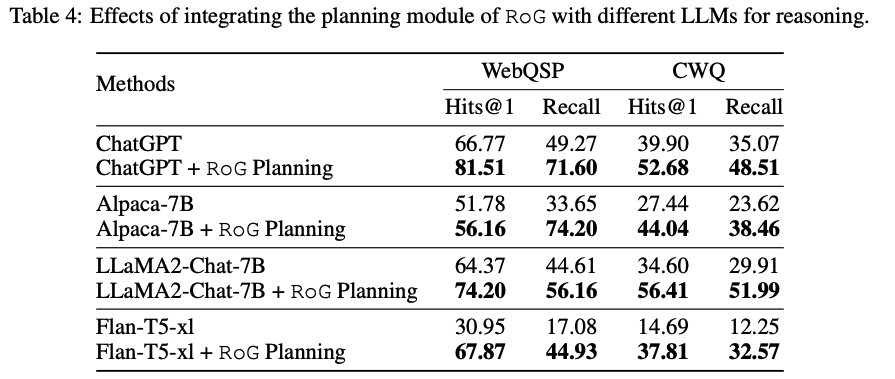 Table 4: Effects of integrating the planning module of RoG with different LLMs for reasoning.
Methods WebQSP CWQ
Hits@1 Recall Hits@1 Recall
ChatGPT 66.77 49.27 39.90 35.07
ChatGPT + RoG Planning 81.51 71.60 52.68 48.51
Alpaca-7B 51.78 33.65 27.44 23.62
Alpaca-7B + RoG Planning 56.16 74.20 44.04 38.46
LLaMA2-Chat-7B 64.37 44.61 34.60 29.91
LLaMA2-Chat-7B + RoG Planning 74.20 56.16 56.41 51.99
Flan-T5-xl 30.95 17.08 14.69 12.25
Flan-T5-xl + RoG Planning 67.87 44.93 37.81 32.57